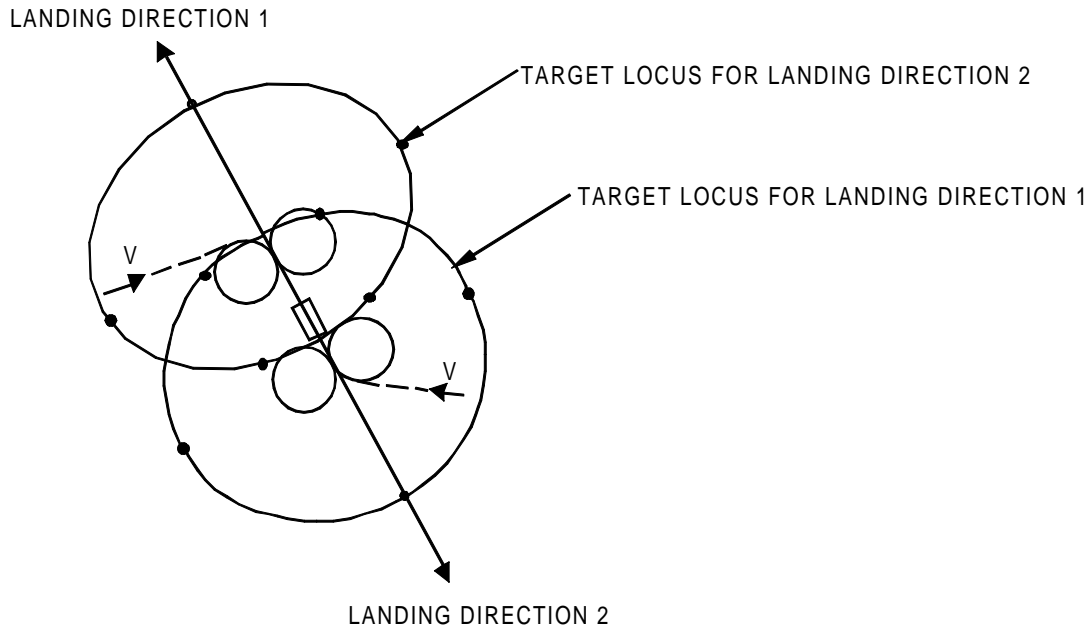 LANDING DIRECTION 1
TARGET LOCUS FOR LANDING DIRECTION 2
TARGET LOCUS FOR LANDING DIRECTION 1
V
V
LANDING DIRECTION 2